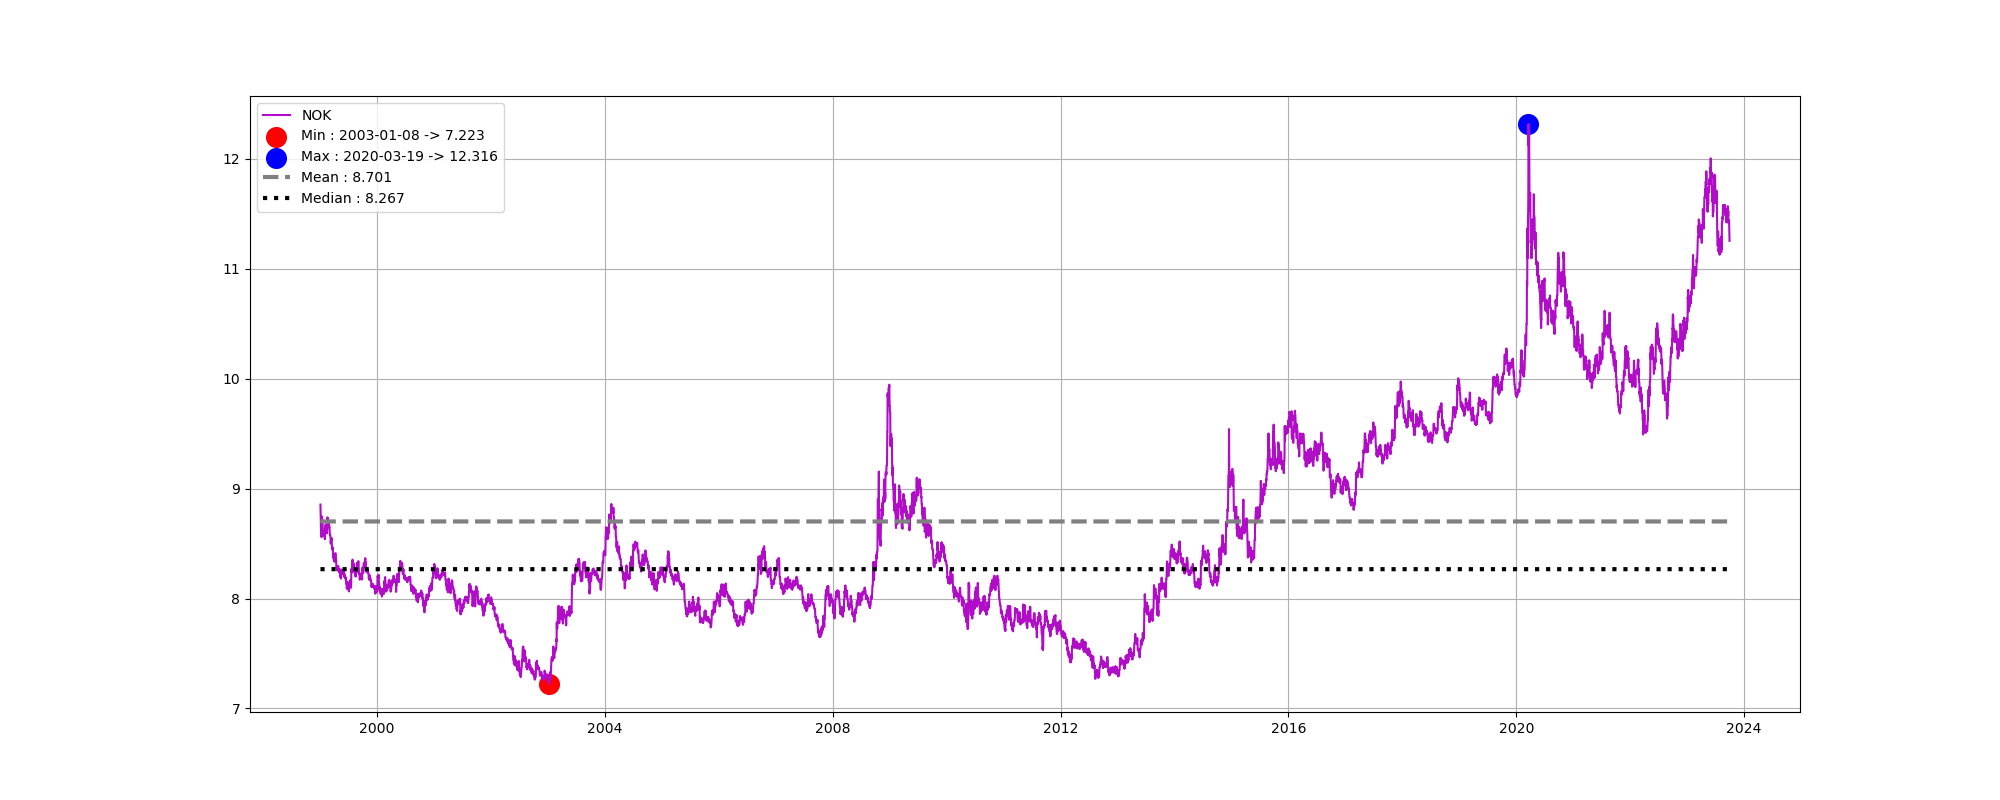 NOK
Min : 2003-01-08 -> 7.223
Max : 2020-03-19 -> 12.316
Mean : 8.701
Median : 8.267
12
11
10
9
8
7
2000 2004 2008 2012 2016 2020 2024